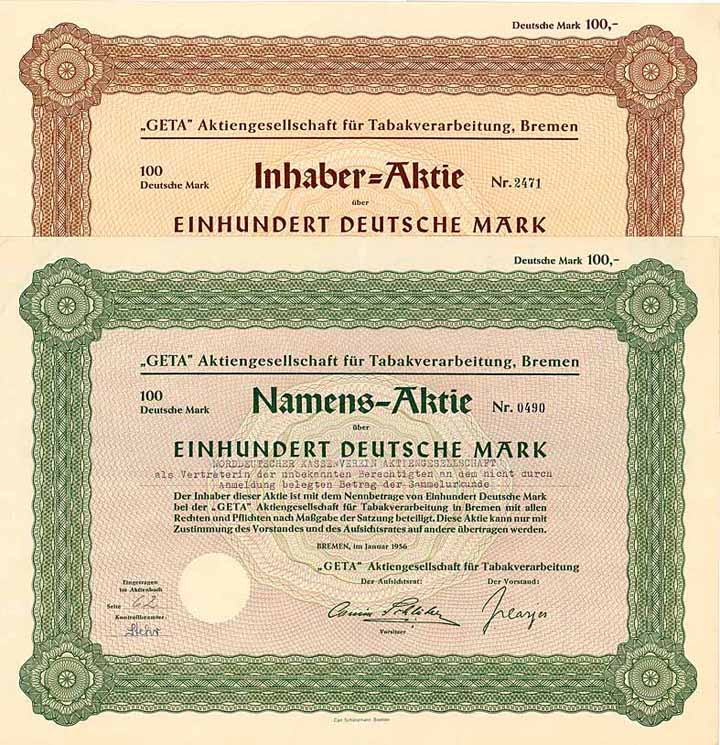 Deutsche Mark 100,-
„GETA” Aktiengesellschaft für Tabakverarbeitung, Bremen
100
Deutsche Mark
Inhaber=Aktie
Nr. 2471
über
EINHUNDERT DEUTSCHE MARK
Deutsche Mark 100,-
„GETA” Aktiengesellschaft für Tabakverarbeitung, Bremen
100
Deutsche Mark
Namens=Aktie
Nr. 0490
über
EINHUNDERT DEUTSCHE MARK
NORDDEUTSCHER KASSENVEREIN AKTIENGESELLSCHAFT
als Vertreterin der unbekannten Berechtigten an dem nicht durch
Anmeldung belegten Betrag der Sammelurkunde
Der Inhaber dieser Aktie ist mit dem Nennbetrage von Einhundert Deutsche Mark
bei der „GETA” Aktiengesellschaft für Tabakverarbeitung in Bremen mit allen
Rechten und Pflichten nach Maßgabe der Satzung beteiligt. Diese Aktie kann nur mit
Zustimmung des Vorstandes und des Aufsichtsrates auf andere übertragen werden.
BREMEN, im Januar 1956
„GETA” Aktiengesellschaft für Tabakverarbeitung
Der Aufsichtsrat:
Der Vorstand:
Vorsitzer
Eingetragen
im Aktienbuch
Seite 62
Kontrollbeamter:
Carl Schünemann, Bremen